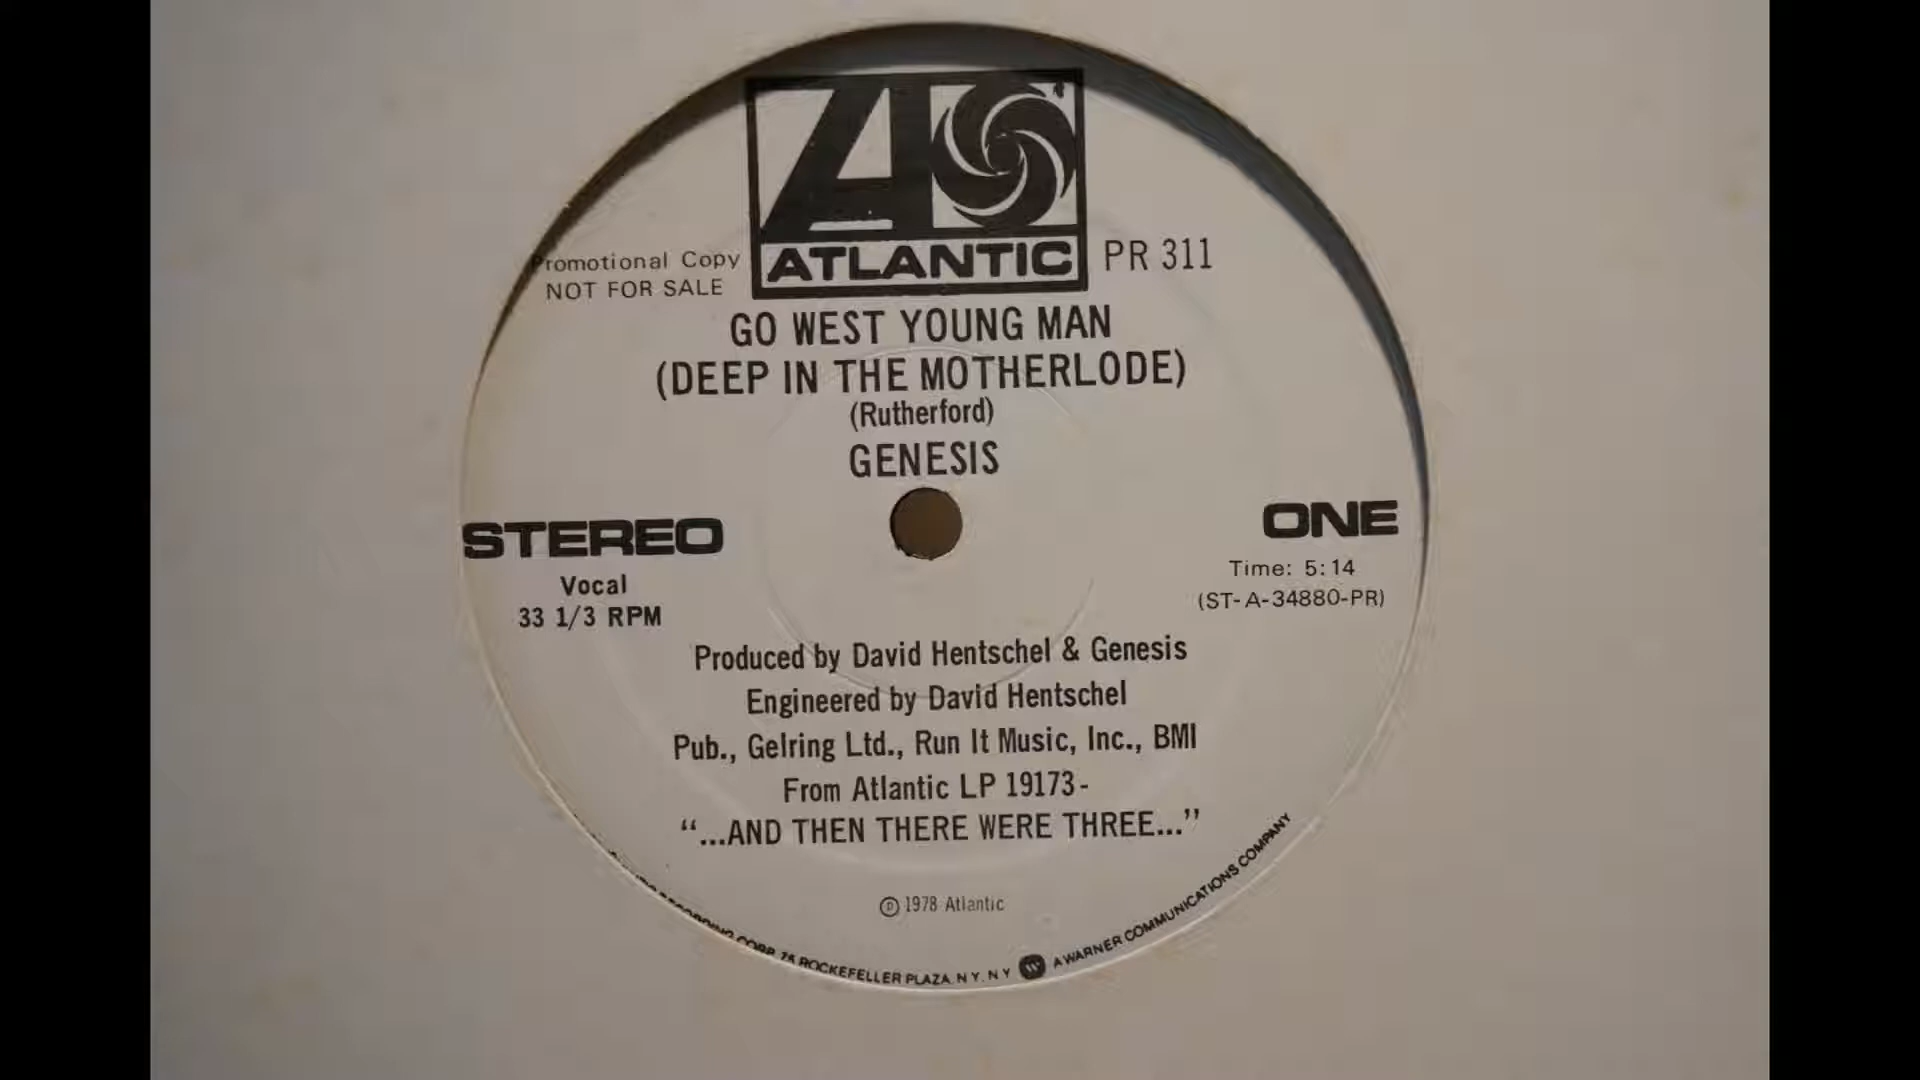 ATLANTIC
Promotional Copy
NOT FOR SALE
PR 311
GO WEST YOUNG MAN
(DEEP IN THE MOTHERLODE)
(Rutherford)
GENESIS
STEREO
Vocal
33 1/3 RPM
ONE
Time: 5:14
(ST-A-34880-PR)
Produced by David Hentschel & Genesis
Engineered by David Hentschel
Pub., Gelring Ltd., Run It Music, Inc., BMI
From Atlantic LP 19173-
“...AND THEN THERE WERE THREE...”
℗ 1978 Atlantic
RECORDING CORP. 75 ROCKEFELLER PLAZA. N.Y. N Y A WARNER COMMUNICATIONS COMPANY